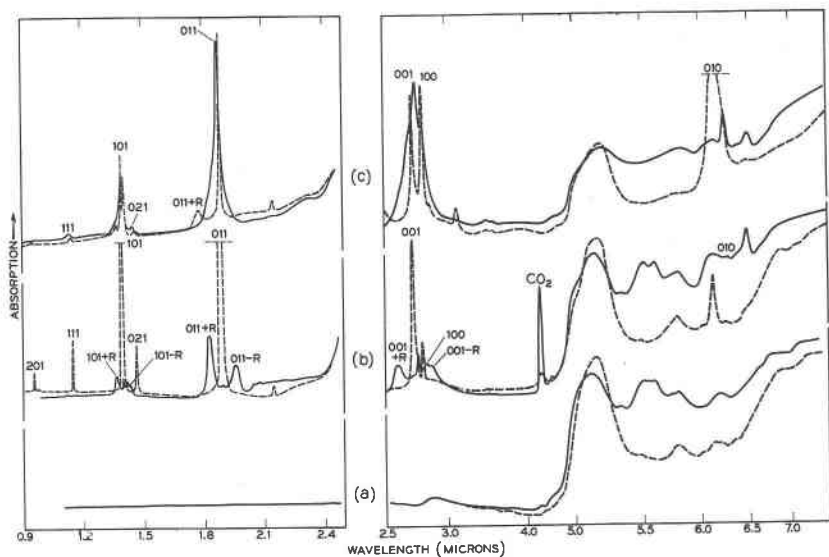 011
101
011+R
021
111
001
100
010
(c)
ABSORPTION
101
011
201
111
101+R
101-R
021
011+R
011-R
001
001
+R
100
001-R
CO₂
010
(b)
(a)
0.9
1.2
1.5
1.8
2.1
2.4
2.5
3.0
4.0
5.0
5.5
6.0
6.5
7.0
WAVELENGTH (MICRONS)